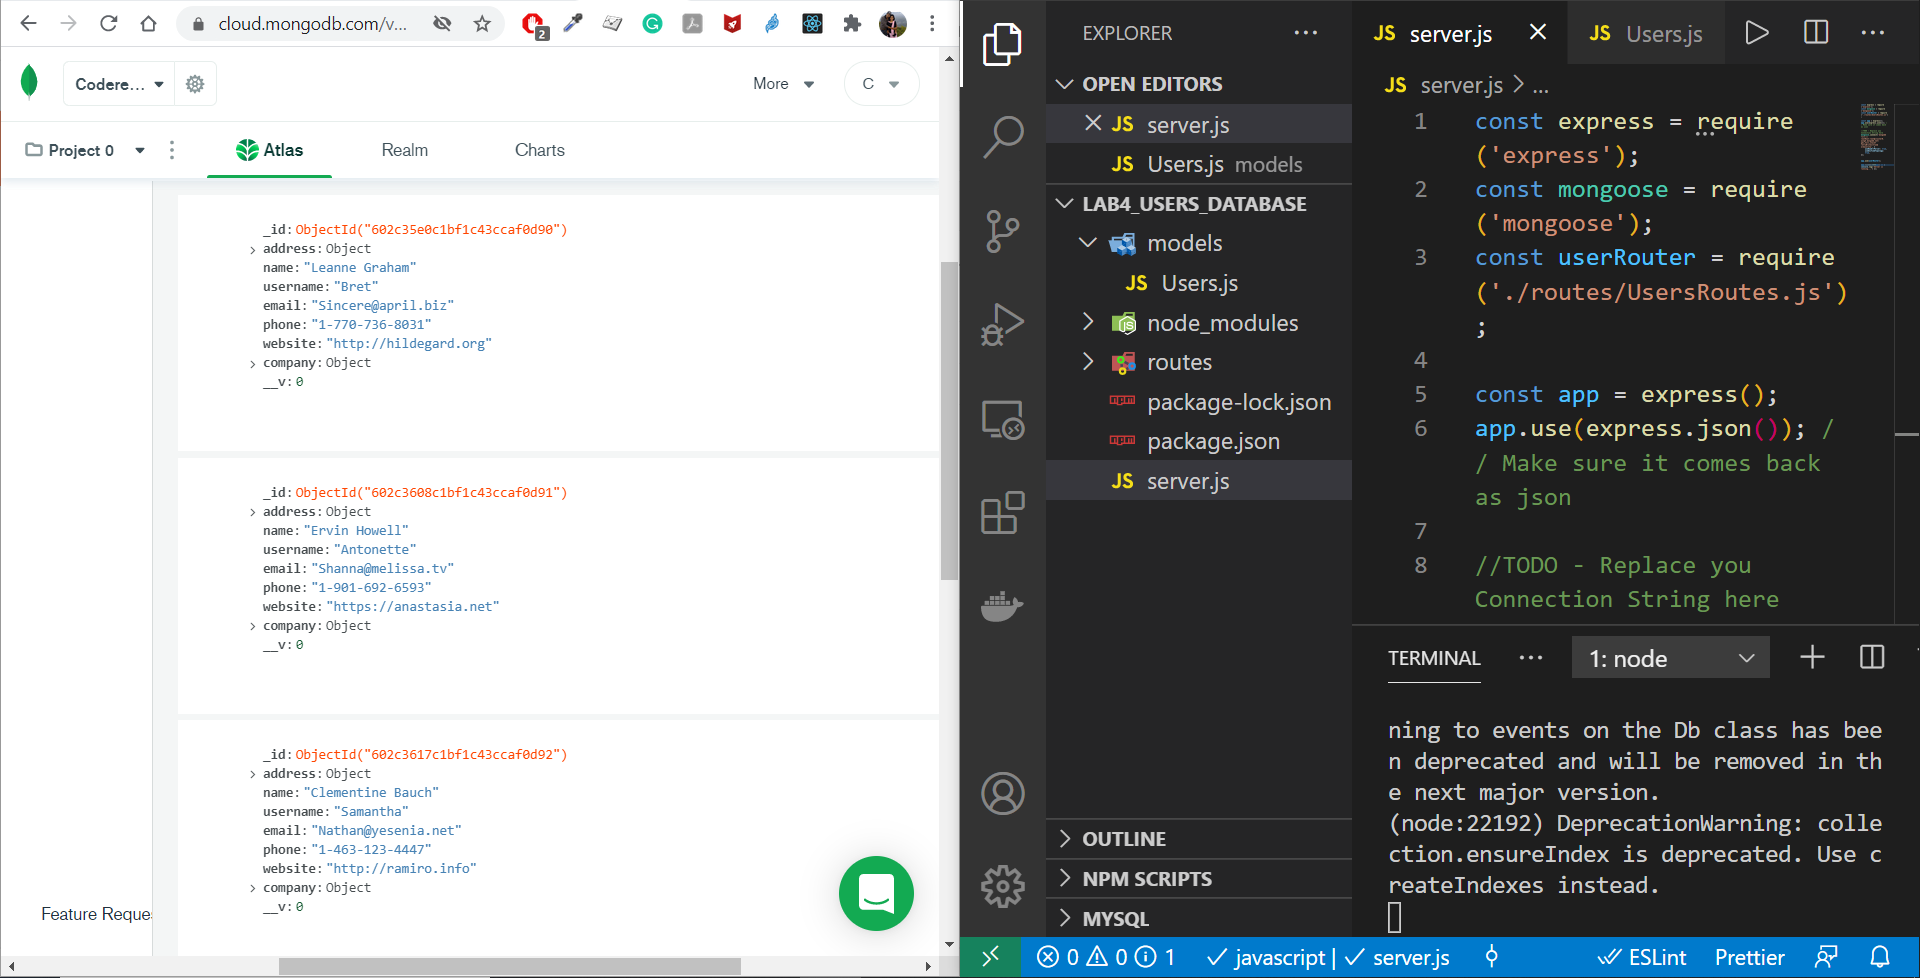 cloud.mongodb.com/v...
2
Codere...
More
C
Project 0
Atlas
Realm
Charts
_id: ObjectId("602c35e0c1bf1c43ccaf0d90")
address: Object
name: "Leanne Graham"
username: "Bret"
email: "Sincere@april.biz"
phone: "1-770-736-8031"
website: "http://hildegard.org"
company: Object
__v: 0
_id: ObjectId("602c3608c1bf1c43ccaf0d91")
address: Object
name: "Ervin Howell"
username: "Antonette"
email: "Shanna@melissa.tv"
phone: "1-901-692-6593"
website: "https://anastasia.net"
company: Object
__v: 0
_id: ObjectId("602c3617c1bf1c43ccaf0d92")
address: Object
name: "Clementine Bauch"
username: "Samantha"
email: "Nathan@yesenia.net"
phone: "1-463-123-4447"
website: "http://ramiro.info"
company: Object
__v: 0
Feature Reque
EXPLORER
OPEN EDITORS
JS server.js
JS Users.js models
LAB4_USERS_DATABASE
models
JS Users.js
node_modules
routes
package-lock.json
package.json
JS server.js
OUTLINE
NPM SCRIPTS
MYSQL
JS server.js
JS Users.js
JS server.js > ...
1 const express = require
('express');
2 const mongoose = require
('mongoose');
3 const userRouter = require
('./routes/UsersRoutes.js')
;
4
5 const app = express();
6 app.use(express.json()); /
/ Make sure it comes back
as json
7
8 //TODO - Replace you
Connection String here
TERMINAL
1: node
ning to events on the Db class has bee
n deprecated and will be removed in th
e next major version.
(node:22192) DeprecationWarning: colle
ction.ensureIndex is deprecated. Use c
reateIndexes instead.
0 0 1 javascript | server.js ESLint Prettier